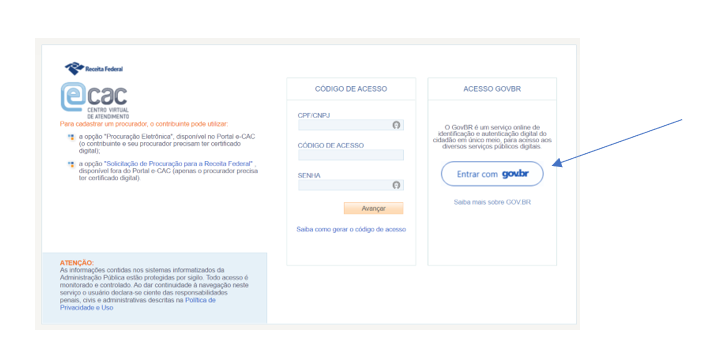 Receita Federal
ecac
CENTRO VIRTUAL
DE ATENDIMENTO
Para cadastrar um procurador, o contribuinte pode utilizar:
a opção "Procuração Eletrônica", disponível no Portal e-CAC
(o contribuinte e seu procurador precisam ter certificado
digital);
a opção "Solicitação de Procuração para a Receita Federal" ,
disponível fora do Portal e-CAC (apenas o procurador precisa
ter certificado digital).
ATENÇÃO:
As informações contidas nos sistemas informatizados da
Administração Pública estão protegidas por sigilo. Todo acesso é
monitorado e controlado. Ao dar continuidade à navegação neste
serviço o usuário declara-se ciente das responsabilidades
penais, civis e administrativas descritas na Política de
Privacidade e Uso
CÓDIGO DE ACESSO
CPF/CNPJ
CÓDIGO DE ACESSO
SENHA
Avançar
Saiba como gerar o código de acesso
ACESSO GOVBR
O GovBR é um serviço online de
identificação e autenticação digital do
cidadão em único meio, para acesso aos
diversos serviços públicos digitais.
Entrar com gov.br
Saiba mais sobre GOV.BR